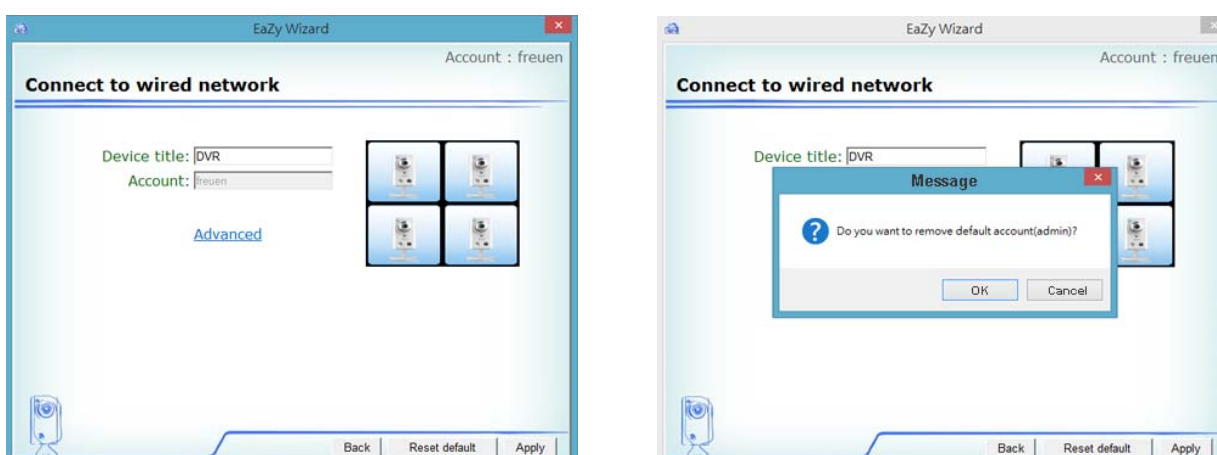 EaZy Wizard
Account : freuen
Connect to wired network
Device title: DVR
Account: freuen
Advanced
Back Reset default Apply
EaZy Wizard
Account : freuen
Connect to wired network
Device title: DVR
Message
Do you want to remove default account(admin)?
OK Cancel
Back Reset default Apply